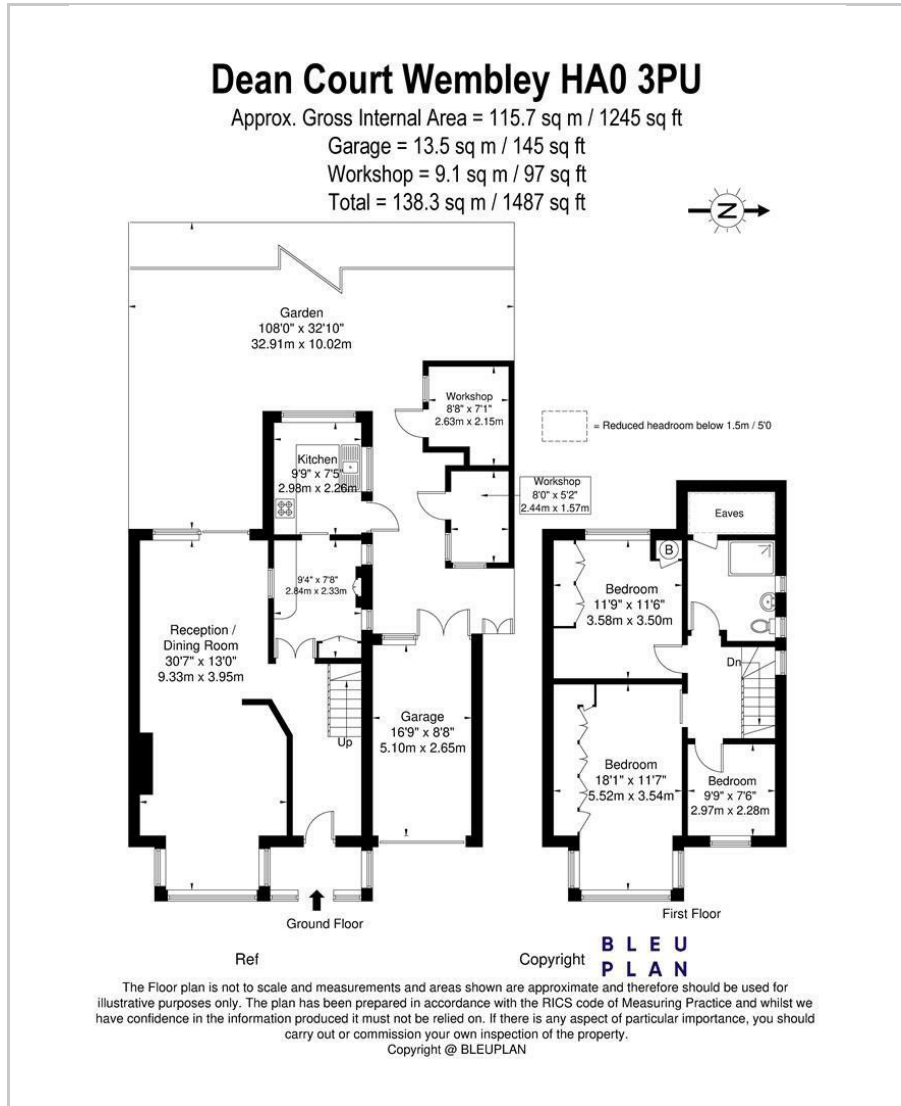 Dean Court Wembley HA0 3PU
Approx. Gross Internal Area = 115.7 sq m / 1245 sq ft
Garage = 13.5 sq m / 145 sq ft
Workshop = 9.1 sq m / 97 sq ft
Total = 138.3 sq m / 1487 sq ft
N
Garden
108'0" x 32'10"
32.91m x 10.02m
Workshop
8'8" x 7'1"
2.63m x 2.15m
= Reduced headroom below 1.5m / 5'0
Kitchen
9'9" x 7'5"
2.98m x 2.26m
Workshop
8'0" x 5'2"
2.44m x 1.57m
9'4" x 7'8"
2.84m x 2.33m
Reception /
Dining Room
30'7" x 13'0"
9.33m x 3.95m
Up
Garage
16'9" x 8'8"
5.10m x 2.65m
Ground Floor
Eaves
B
Bedroom
11'9" x 11'6"
3.58m x 3.50m
Dn
Bedroom
18'1" x 11'7"
5.52m x 3.54m
Bedroom
9'9" x 7'6"
2.97m x 2.28m
First Floor
Ref
Copyright
BLEU
PLAN
The Floor plan is not to scale and measurements and areas shown are approximate and therefore should be used for
illustrative purposes only. The plan has been prepared in accordance with the RICS code of Measuring Practice and whilst we
have confidence in the information produced it must not be relied on. If there is any aspect of particular importance, you should
carry out or commission your own inspection of the property.
Copyright @ BLEUPLAN